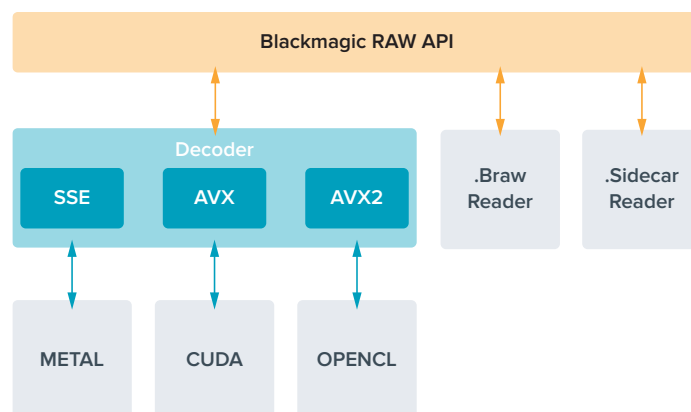 Blackmagic RAW API
Decoder
SSE
AVX
AVX2
.Braw
Reader
.Sidecar
Reader
METAL
CUDA
OPENCL